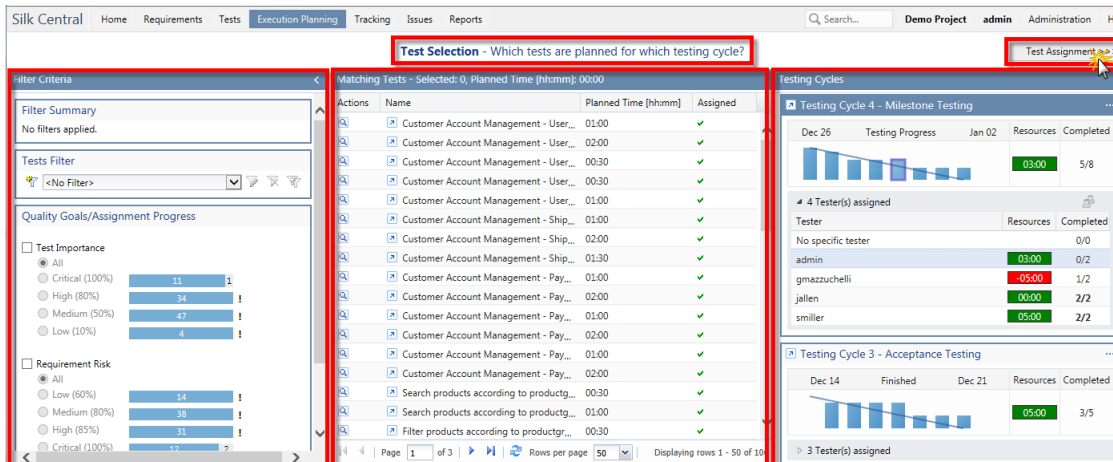 Silk Central Home Requirements Tests Execution Planning Tracking Issues Reports Search... Demo Project admin Administration
Test Selection - Which tests are planned for which testing cycle?
Test Assignment >>
Filter Criteria
Filter Summary
No filters applied.
Tests Filter
<No Filter>
Quality Goals/Assignment Progress
Test Importance
All
Critical (100%) 11 1
High (80%) 34 !
Medium (50%) 47 !
Low (10%) 4 !
Requirement Risk
All
Low (60%) 14 !
Medium (80%) 38 !
High (85%) 31 !
Critical (100%) 12 2
Matching Tests - Selected: 0, Planned Time [hh:mm]: 00:00
Actions Name Planned Time [hh:mm] Assigned
Customer Account Management - User... 01:00
Customer Account Management - User... 02:00
Customer Account Management - User... 00:30
Customer Account Management - User... 00:30
Customer Account Management - User... 01:00
Customer Account Management - Ship... 01:00
Customer Account Management - Ship... 02:00
Customer Account Management - Ship... 01:30
Customer Account Management - Pay... 01:00
Customer Account Management - Pay... 02:00
Customer Account Management - Pay... 01:00
Customer Account Management - Pay... 02:00
Customer Account Management - Pay... 01:00
Customer Account Management - Pay... 02:00
Search products according to productg... 00:30
Search products according to productg... 01:00
Filter products according to productgr... 00:30
Page 1 of 3 Rows per page 50 Displaying rows 1 - 50 of
Testing Cycles
Testing Cycle 4 - Milestone Testing ...
Dec 26 Testing Progress Jan 02 Resources Completed
03:00 5/8
4 Tester(s) assigned
Tester Resources Completed
No specific tester 0/0
admin 03:00 0/2
gmazzuchelli -05:00 1/2
jallen 00:00 2/2
smiller 05:00 2/2
Testing Cycle 3 - Acceptance Testing ...
Dec 14 Finished Dec 21 Resources Completed
05:00 3/5
3 Tester(s) assigned